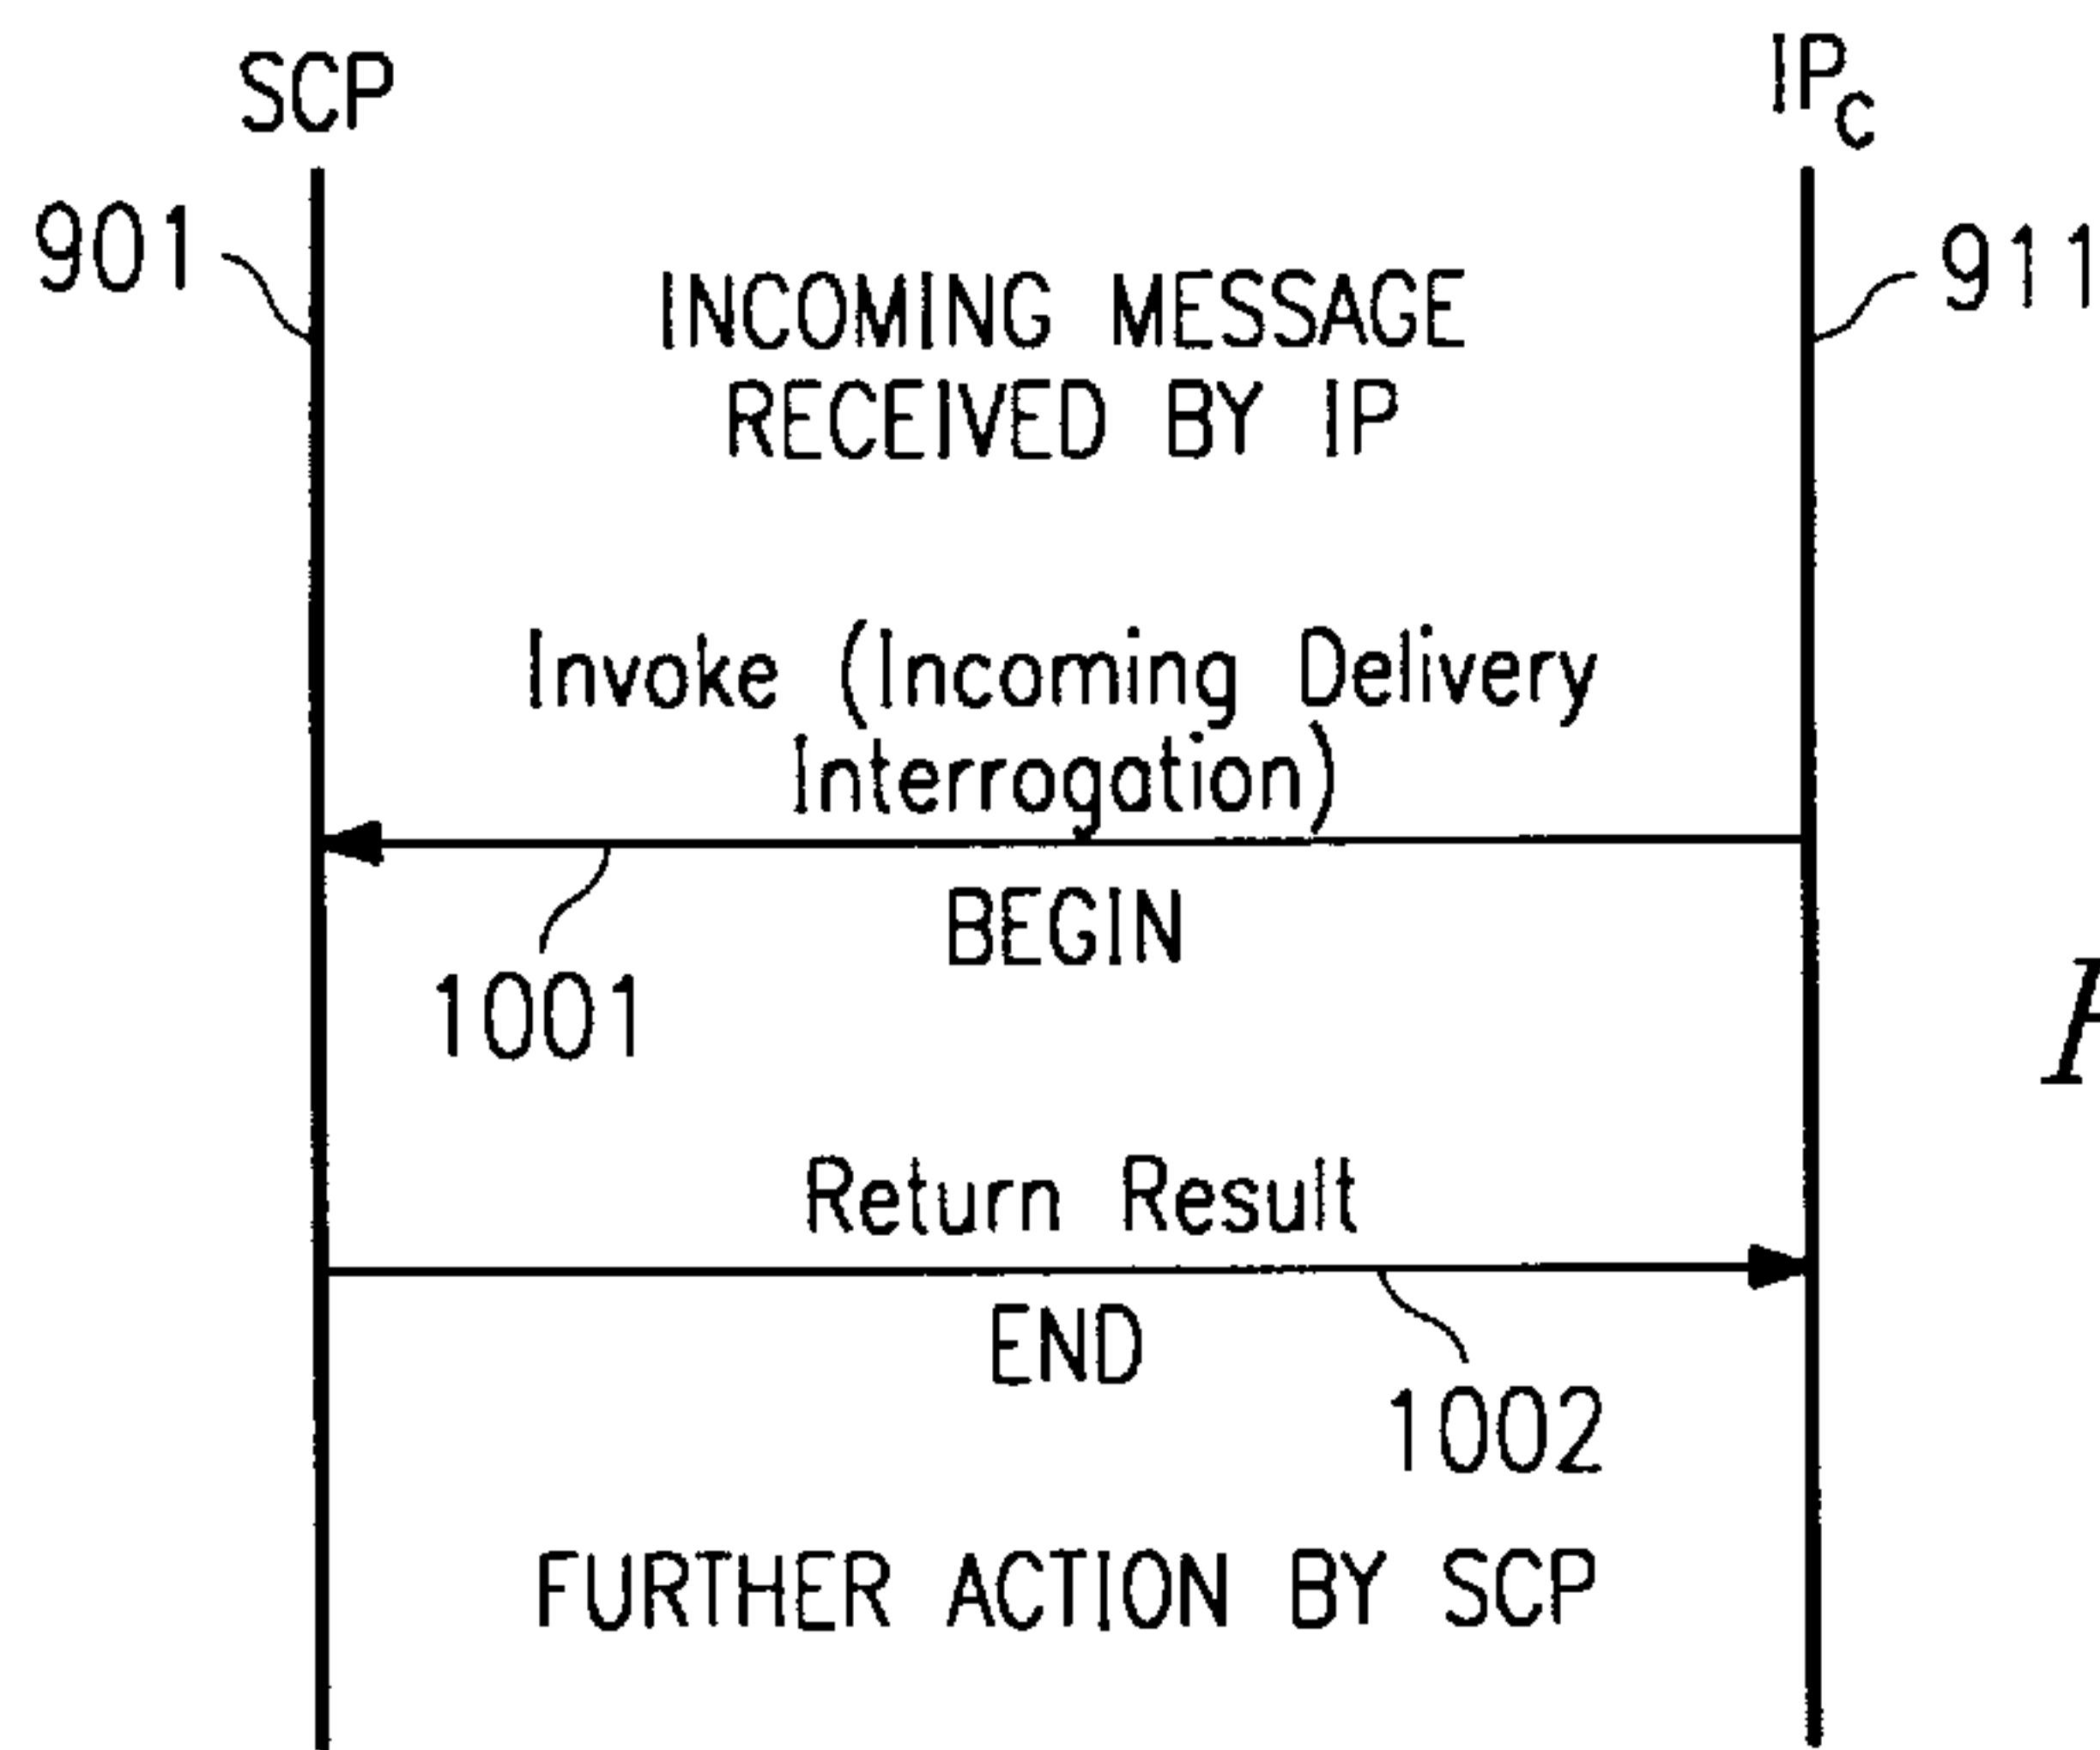 SCP
IPC
901
911
INCOMING MESSAGE
RECEIVED BY IP
Invoke (Incoming Delivery
Interrogation)
BEGIN
1001
Return Result
END
1002
FURTHER ACTION BY SCP